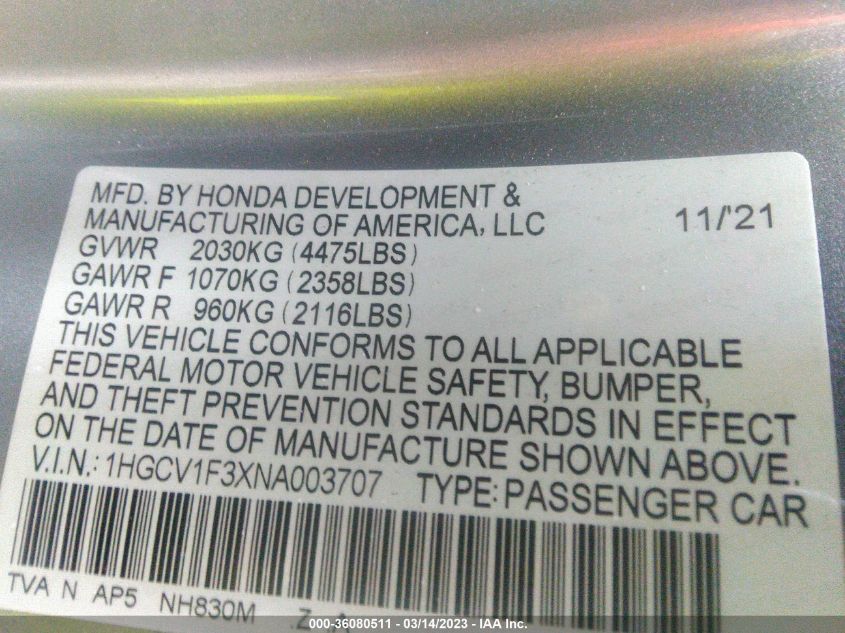 MFD. BY HONDA DEVELOPMENT &
MANUFACTURING OF AMERICA, LLC 11/'21
GVWR 2030KG (4475LBS)
GAWR F 1070KG (2358LBS)
GAWR R 960KG (2116LBS)
THIS VEHICLE CONFORMS TO ALL APPLICABLE
FEDERAL MOTOR VEHICLE SAFETY, BUMPER,
AND THEFT PREVENTION STANDARDS IN EFFECT
ON THE DATE OF MANUFACTURE SHOWN ABOVE.
V.I.N.: 1HGCV1F3XNA003707 TYPE: PASSENGER CAR
TVA N AP5 NH830M
000-36080511 - 03/14/2023 - IAA Inc.